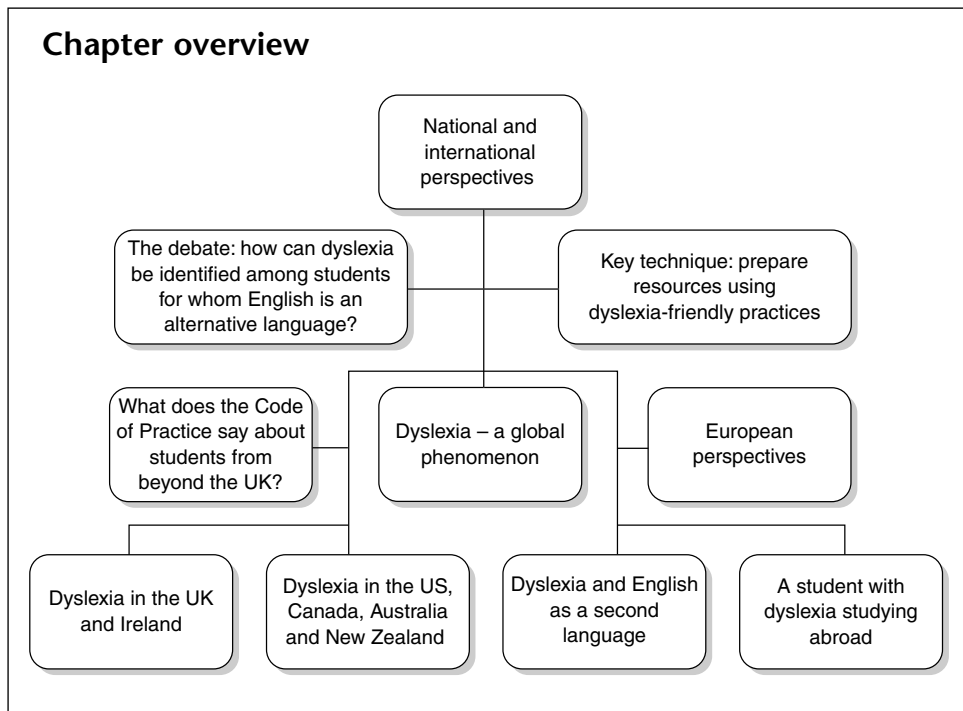 Chapter overview
National and
international
perspectives
The debate: how can dyslexia
be identified among students
for whom English is an
alternative language?
Key technique: prepare
resources using
dyslexia-friendly practices
What does the Code
of Practice say about
students from
beyond the UK?
Dyslexia – a global
phenomenon
European
perspectives
Dyslexia in the UK
and Ireland
Dyslexia in the US,
Canada, Australia
and New Zealand
Dyslexia and English
as a second
language
A student with
dyslexia studying
abroad